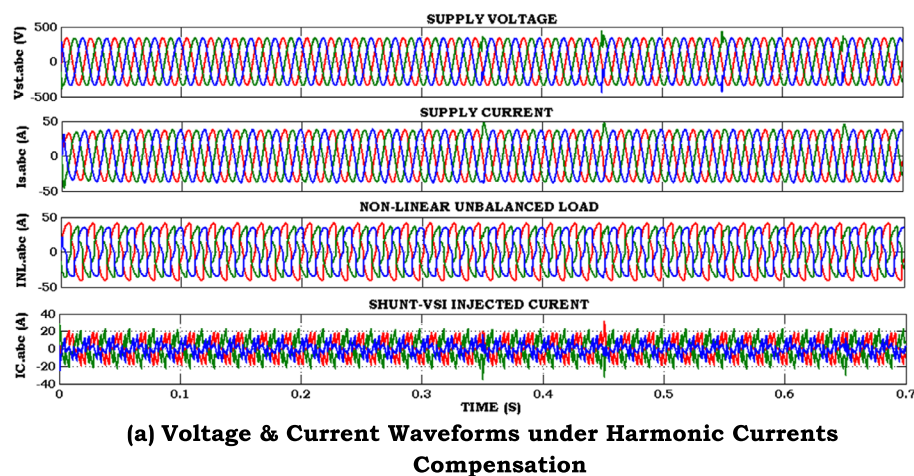 SUPPLY VOLTAGE
Vst.abc (V)
500
0
-500
SUPPLY CURRENT
Is.abc (A)
50
0
-50
NON-LINEAR UNBALANCED LOAD
INL.abc (A)
50
0
-50
SHUNT-VSI INJECTED CURENT
IC.abc (A)
40
20
0
-20
-40
0 0.1 0.2 0.3 0.4 0.5 0.6 0.7
TIME (S)
(a) Voltage & Current Waveforms under Harmonic Currents
Compensation